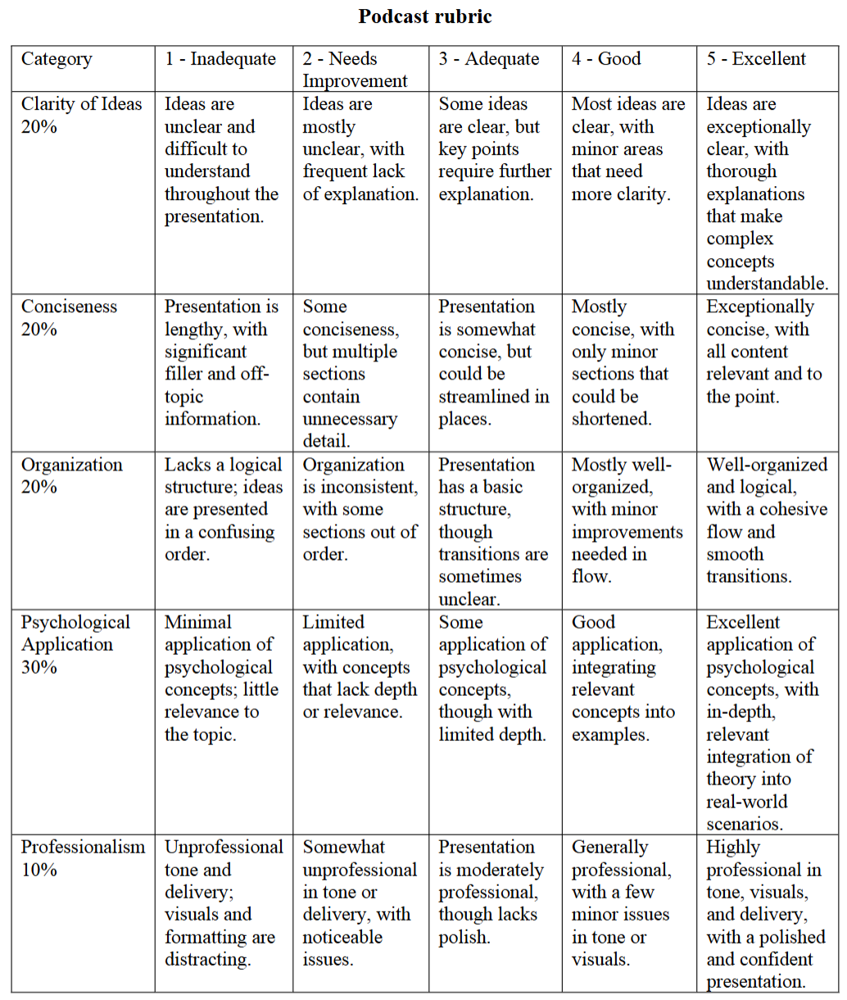 Podcast rubric
Category
1 - Inadequate
2 - Needs
Improvement
3 - Adequate
4 - Good
5 - Excellent
Clarity of Ideas
20%
Ideas are
unclear and
difficult to
understand
throughout the
presentation.
Ideas are
mostly
unclear, with
frequent lack
of explanation.
Some ideas
are clear, but
key points
require further
explanation.
Most ideas are
clear, with
minor areas
that need
more clarity.
Ideas are
exceptionally
clear, with
thorough
explanations
that make
complex
concepts
understandable.
Conciseness
20%
Presentation is
lengthy, with
significant
filler and off-
topic
information.
Some
conciseness,
but multiple
sections
contain
unnecessary
detail.
Presentation
is somewhat
concise, but
could be
streamlined in
places.
Mostly
concise, with
only minor
sections that
could be
shortened.
Exceptionally
concise, with
all content
relevant and to
the point.
Organization
20%
Lacks a logical
structure; ideas
are presented
in a confusing
order.
Organization
is inconsistent,
with some
sections out of
order.
Presentation
has a basic
structure,
though
transitions are
sometimes
unclear.
Mostly well-
organized,
with minor
improvements
needed in
flow.
Well-organized
and logical,
with a cohesive
flow and
smooth
transitions.
Psychological
Application
30%
Minimal
application of
psychological
concepts; little
relevance to
the topic.
Limited
application,
with concepts
that lack depth
or relevance.
Some
application of
psychological
concepts,
though with
limited depth.
Good
application,
integrating
relevant
concepts into
examples.
Excellent
application of
psychological
concepts, with
in-depth,
relevant
integration of
theory into
real-world
scenarios.
Professionalism
10%
Unprofessional
tone and
delivery;
visuals and
formatting are
distracting.
Somewhat
unprofessional
in tone or
delivery, with
noticeable
issues.
Presentation
is moderately
professional,
though lacks
polish.
Generally
professional,
with a few
minor issues
in tone or
visuals.
Highly
professional in
tone, visuals,
and delivery,
with a polished
and confident
presentation.